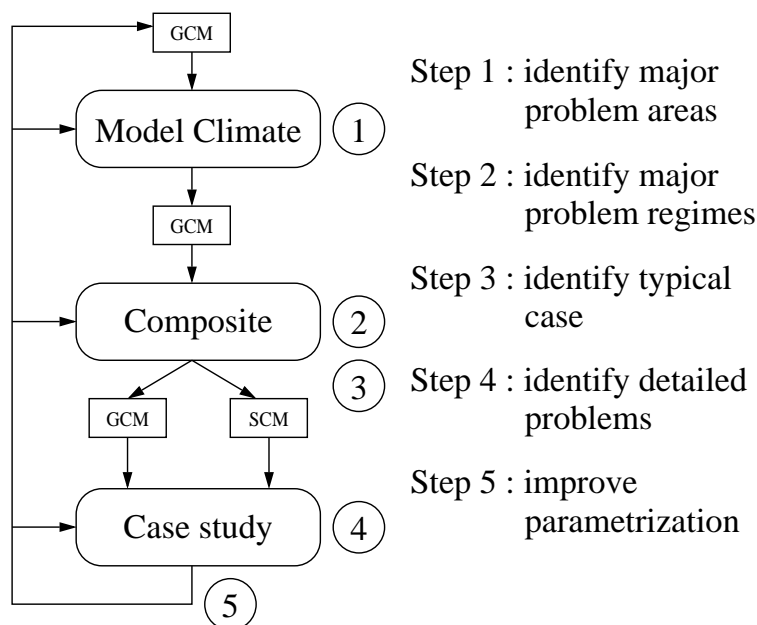 GCM
Model Climate
1
GCM
Composite
2
3
GCM
SCM
Case study
4
5
Step 1 : identify major
problem areas
Step 2 : identify major
problem regimes
Step 3 : identify typical
case
Step 4 : identify detailed
problems
Step 5 : improve
parametrization